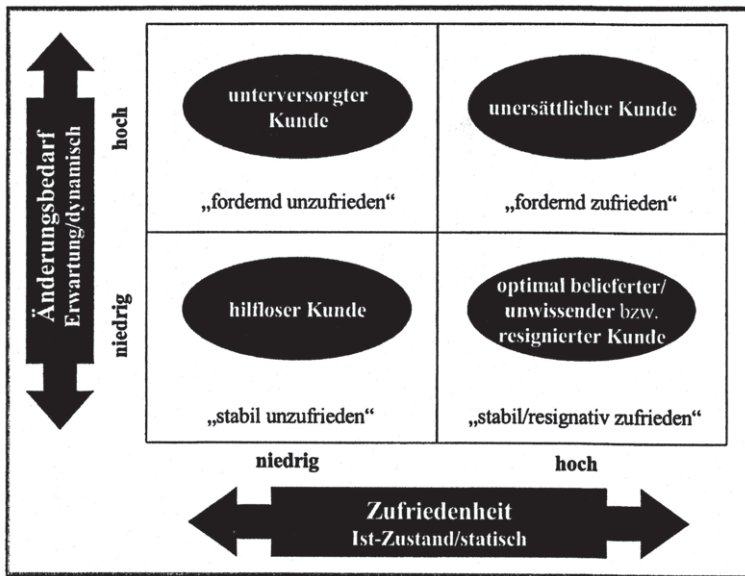 unterversorgter
Kunde
unersättlicher Kunde
„fordernd unzufrieden“
„fordernd zufrieden“
hilfloser Kunde
optimal belieferter/
unwissender bzw.
resignierter Kunde
„stabil unzufrieden“
„stabil/resignativ zufrieden“
Änderungsbedarf
Erwartung/dynamisch
hoch
niedrig
niedrig
hoch
Zufriedenheit
Ist-Zustand/statisch